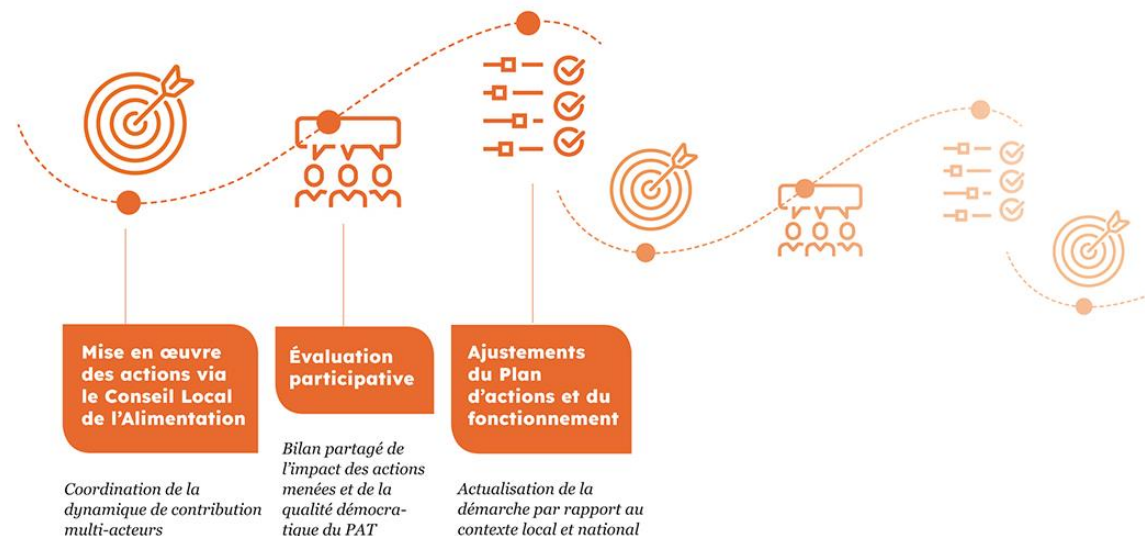 Mise en œuvre
des actions via
le Conseil Local
de l’Alimentation
Coordination de la
dynamique de contribution
multi-acteurs
Évaluation
participative
Bilan partagé de
l’impact des actions
menées et de la
qualité démocra-
tique du PAT
Ajustements
du Plan
d’actions et du
fonctionnement
Actualisation de la
démarche par rapport au
contexte local et national